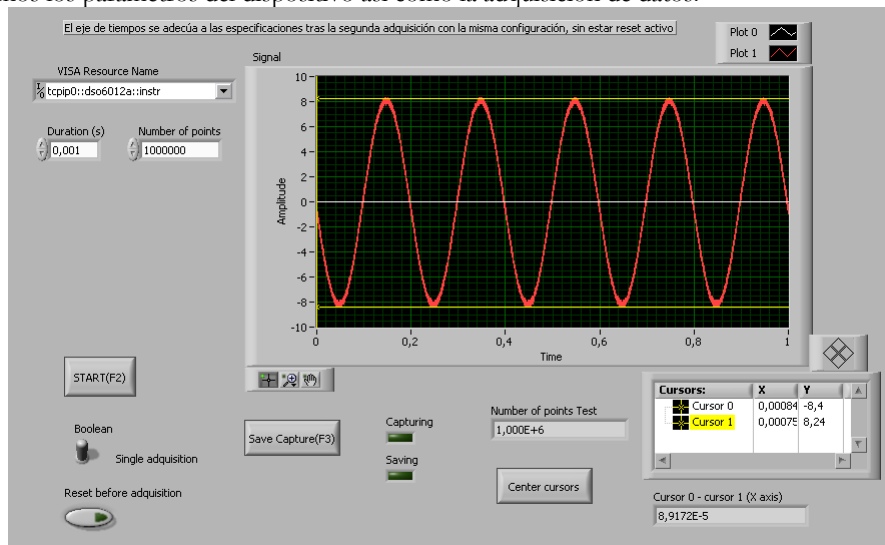 El eje de tiempos se adecúa a las especificaciones tras la segunda adquisición con la misma configuración, sin estar reset activo
Plot 0
Plot 1
VISA Resource Name
tcpip0::dso6012a::instr
Duration (s)
0,001
Number of points
1000000
Signal
10
8
6
4
2
0
-2
-4
-6
-8
-10
Amplitude
0
0,2
0,4
0,6
0,8
1
Time
START(F2)
Boolean
Single adquisition
Reset before adquisition
Save Capture(F3)
Capturing
Saving
Number of points Test
1,000E+6
Center cursors
Cursors: X Y
Cursor 0 0,00084 -8,4
Cursor 1 0,00075 8,24
Cursor 0 - cursor 1 (X axis)
8,9172E-5